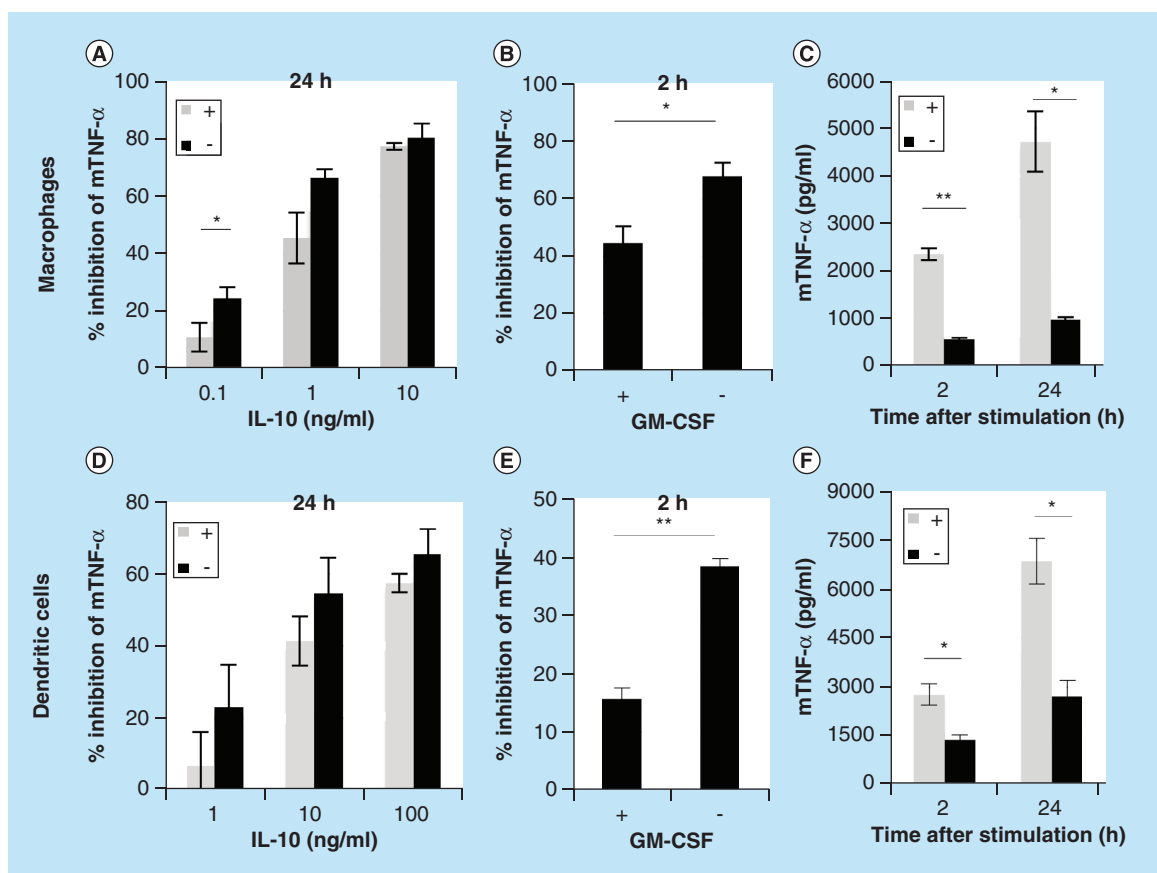 A
24 h
Macrophages
% inhibition of mTNF-α
100
80
60
40
20
0
+
-
*
0.1
1
10
IL-10 (ng/ml)
B
2 h
% inhibition of mTNF-α
100
80
60
40
20
0
*
+
-
GM-CSF
C
mTNF-α (pg/ml)
6000
5000
4000
3000
2000
1000
0
+
-
**
*
2
24
Time after stimulation (h)
D
24 h
Dendritic cells
% inhibition of mTNF-α
80
60
40
20
0
+
-
1
10
100
IL-10 (ng/ml)
E
2 h
% inhibition of mTNF-α
50
40
30
20
10
0
**
+
-
GM-CSF
F
mTNF-α (pg/ml)
9000
7500
6000
4500
3000
1500
0
+
-
*
*
2
24
Time after stimulation (h)